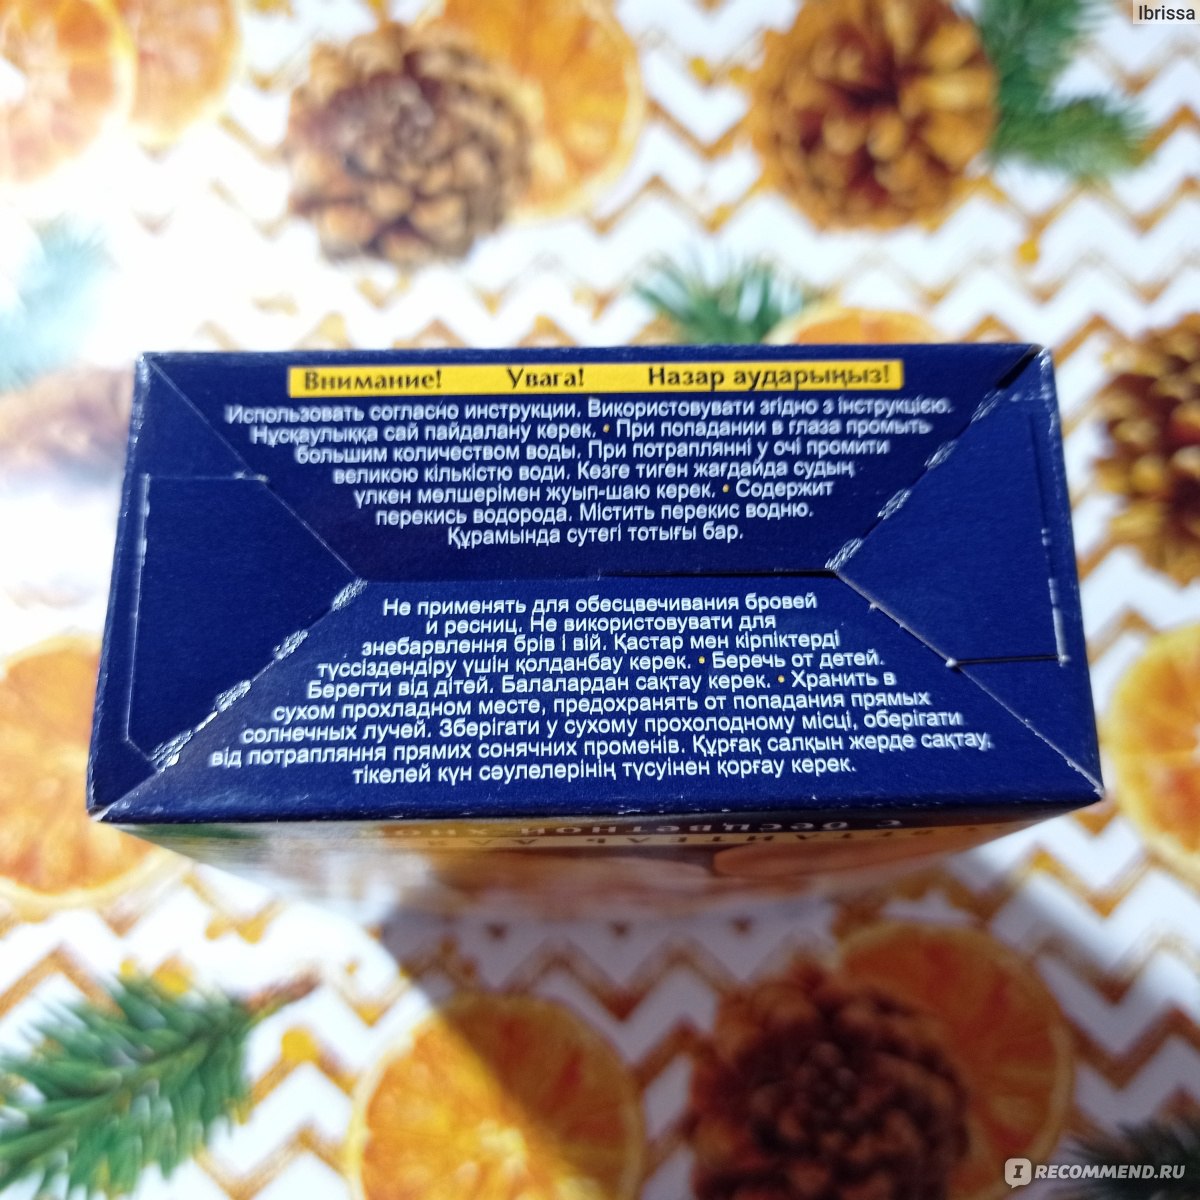 Ibrissa
Внимание! Увага! Назар аударыңыз!
Использовать согласно инструкции. Використовувати згідно з інструкцією.
Нұсқаулыққа сай пайдалану керек. • При попадании в глаза промыть
большим количеством воды. При потраплянні у очі промити
великою кількістю води. Көзге тиген жағдайда судың
үлкен мөлшерімен жуып-шаю керек. • Содержит
перекись водорода. Містить перекис водню.
Құрамында сутегі тотығы бар.
Не применять для обесцвечивания бровей
и ресниц. Не використовувати для
знебарвлення брів і вій. Қастар мен кірпіктерді
түссіздендіру үшін қолданбау керек. • Беречь от детей.
Берегти від дітей. Балалардан сақтау керек. • Хранить в
сухом прохладном месте, предохранять от попадания прямых
солнечных лучей. Зберігати у сухому прохолодному місці, оберігати
від потрапляння прямих сонячних променів. Құрғақ салқын жерде сақтау,
тікелей күн сәулелерінің түсуінен қорғау керек.
С бесцветной хной
I RECOMMEND.RU